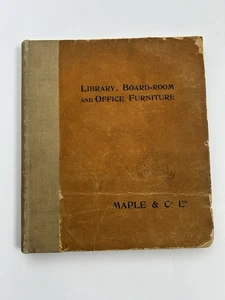 LIBRARY, BOARD-ROOM
AND OFFICE FURNITURE
MAPLE & Cº Lᵀᴰ